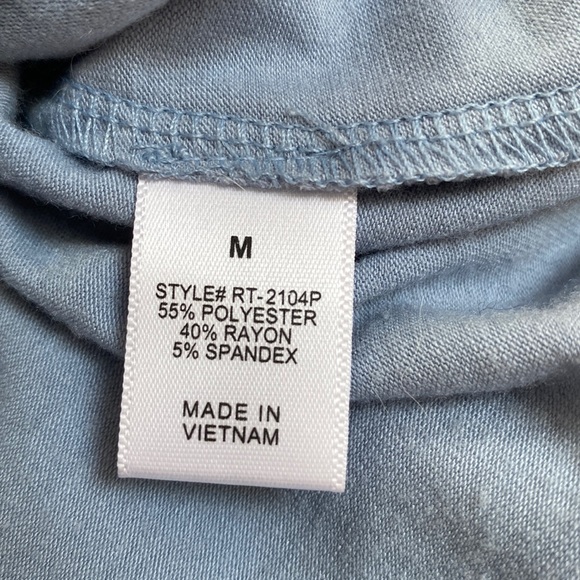 M
STYLE# RT-2104P
55% POLYESTER
40% RAYON
5% SPANDEX
MADE IN
VIETNAM